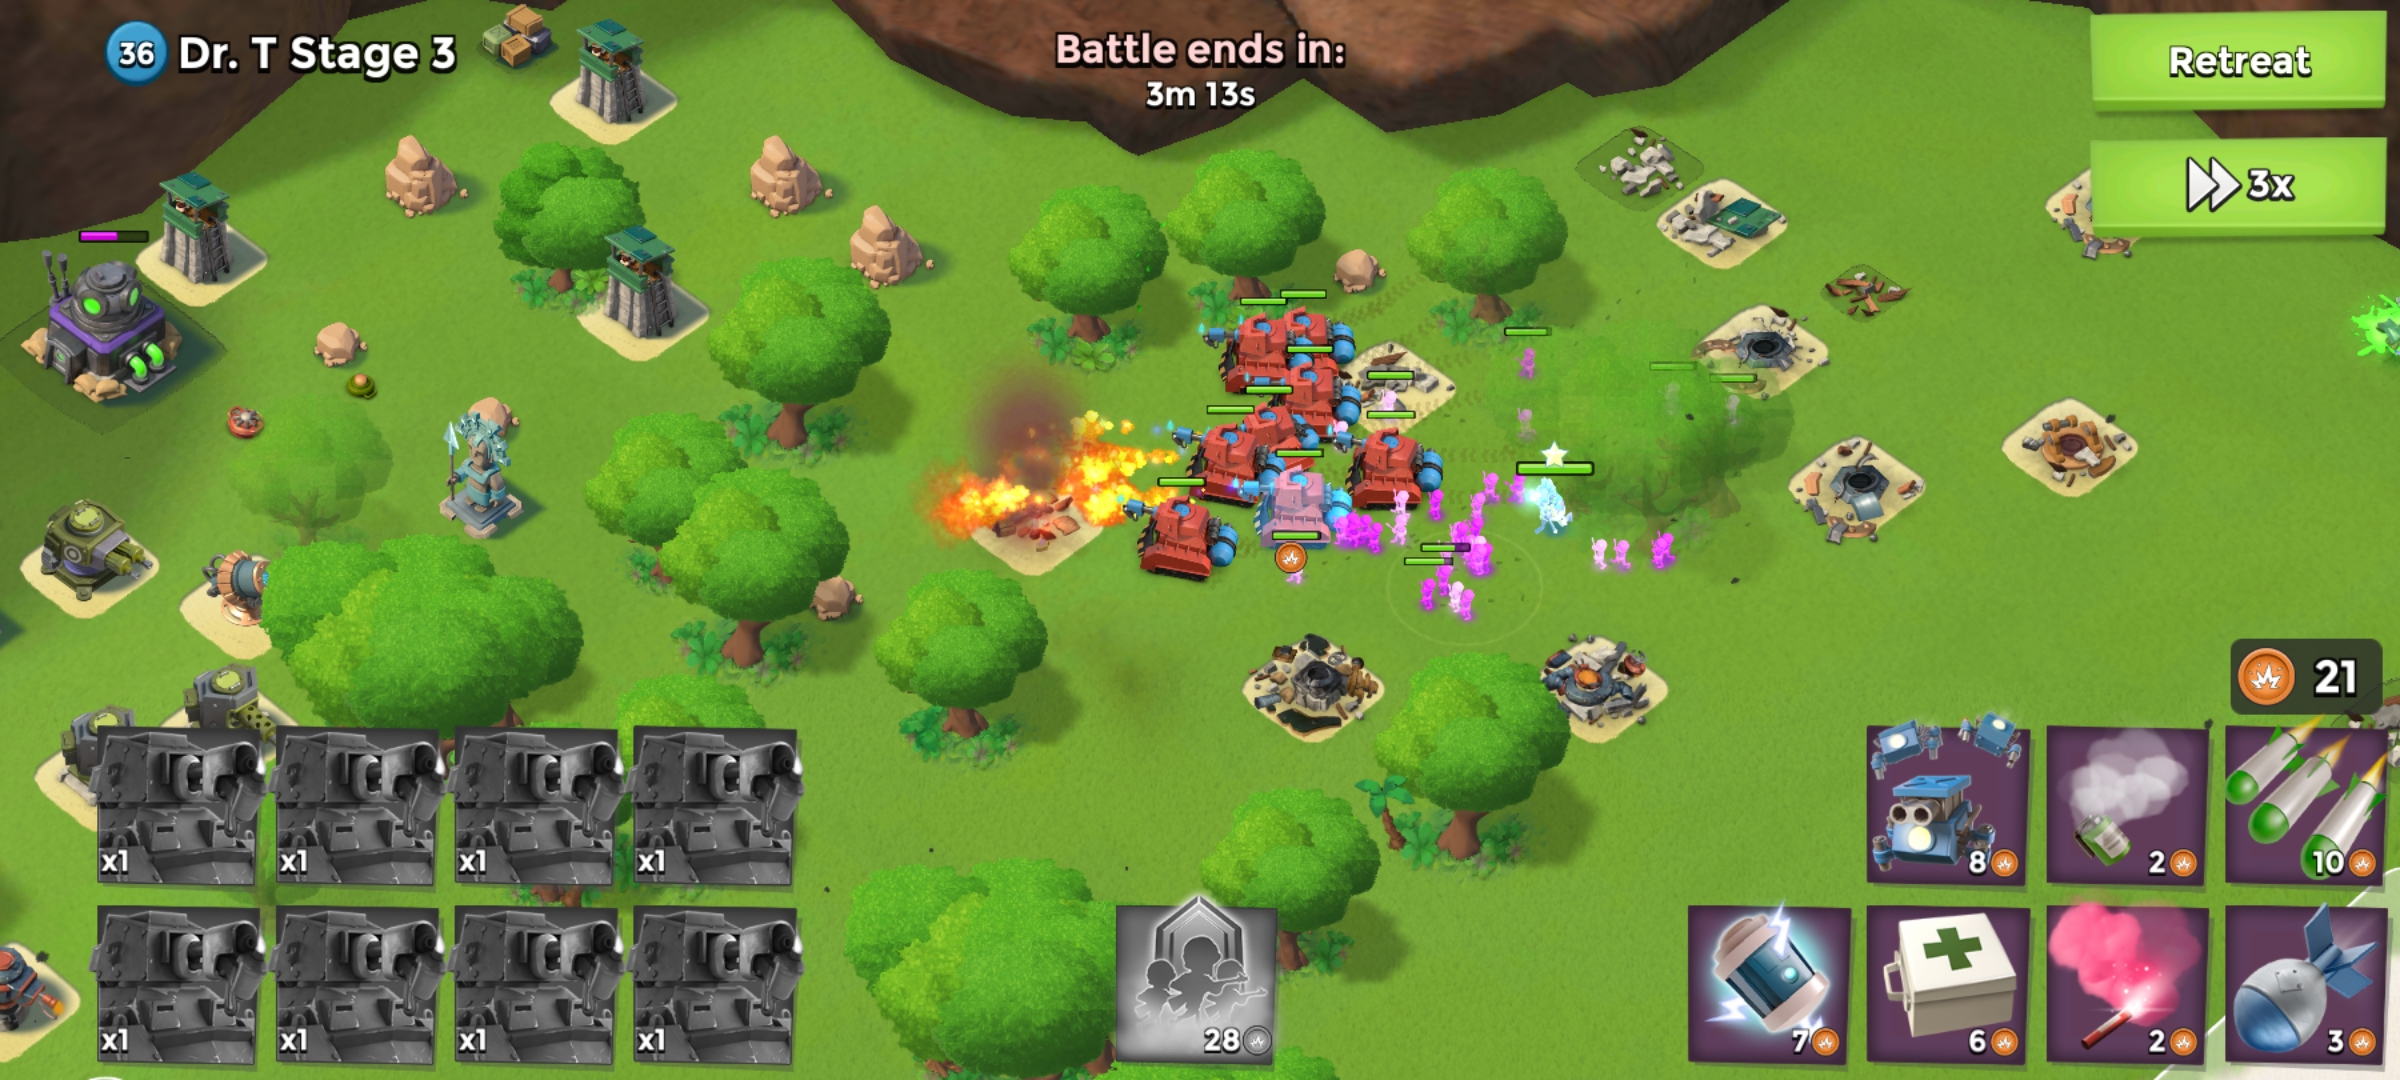 36 Dr. T Stage 3
Battle ends in:
3m 13s
Retreat
3x
21
8
2
10
x1
x1
x1
x1
x1
x1
x1
x1
28
7
6
2
3